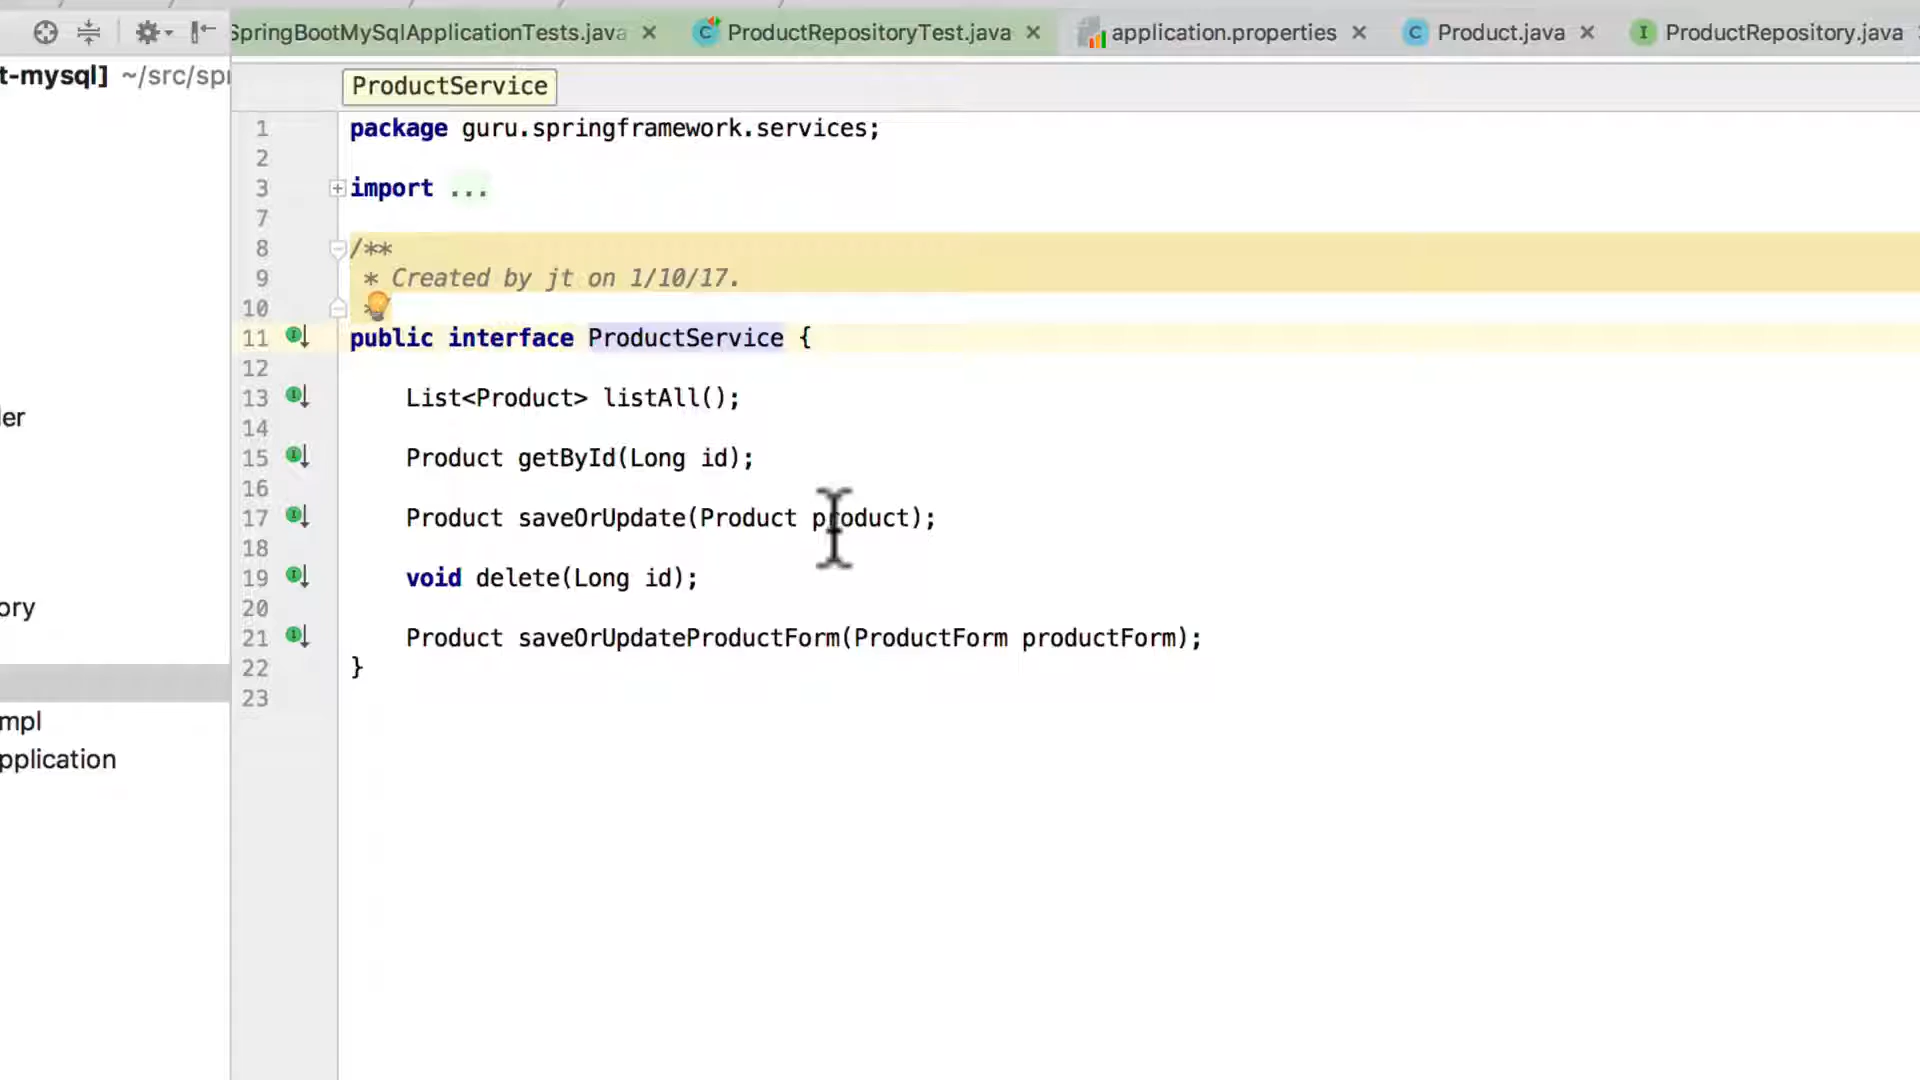 SpringBootMySqlApplicationTests.java ProductRepositoryTest.java application.properties Product.java ProductRepository.java
t-mysql] ~/src/spr
ProductService
1 package guru.springframework.services;
2
3 import ...
7
8 /**
9 * Created by jt on 1/10/17.
10 *
11 public interface ProductService {
12
13 List<Product> listAll();
14
15 Product getById(Long id);
16
17 Product saveOrUpdate(Product product);
18
19 void delete(Long id);
20
21 Product saveOrUpdateProductForm(ProductForm productForm);
22 }
23
ler
ory
mpl
pplication